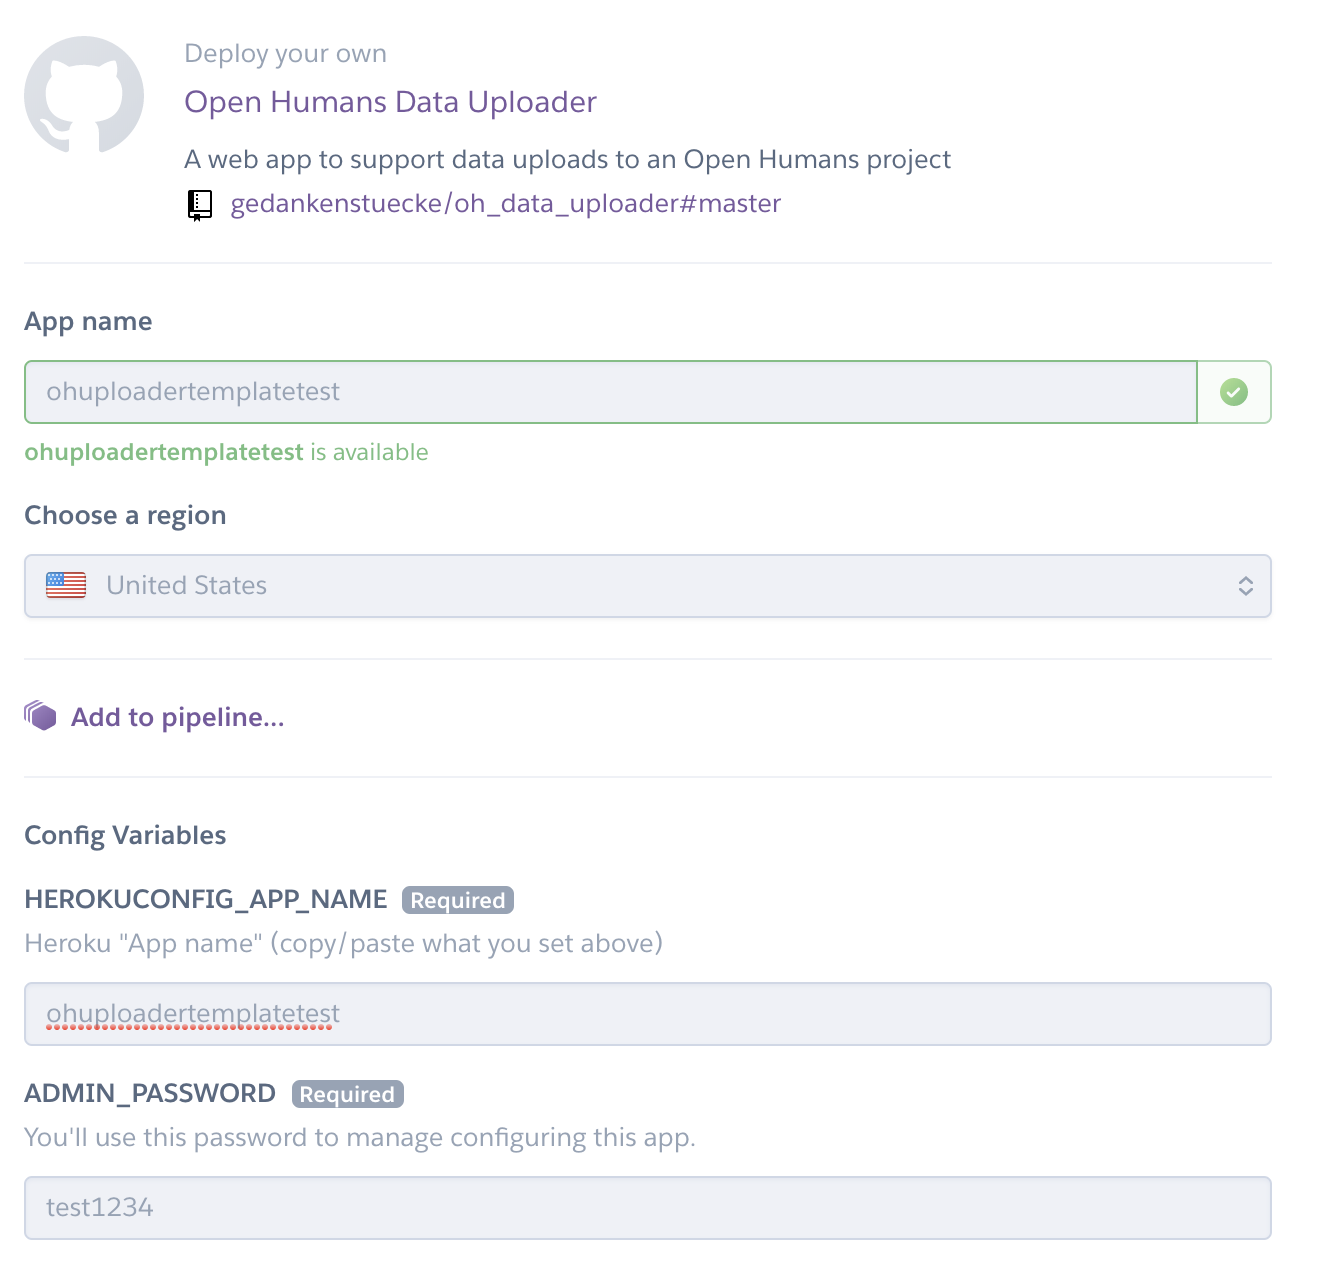 Deploy your own
Open Humans Data Uploader
A web app to support data uploads to an Open Humans project
gedankenstuecke/oh_data_uploader#master
App name
ohuploadertemplatetest
ohuploadertemplatetest is available
Choose a region
United States
Add to pipeline...
Config Variables
HEROKUCONFIG_APP_NAME Required
Heroku "App name" (copy/paste what you set above)
ohuploadertemplatetest
ADMIN_PASSWORD Required
You'll use this password to manage configuring this app.
test1234